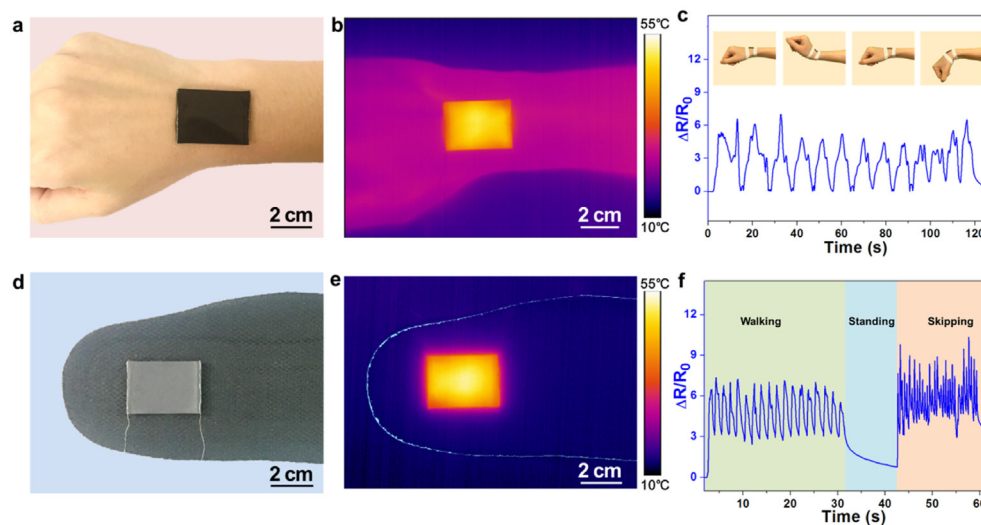 a
2 cm
b
55℃
10℃
2 cm
c
ΔR/R0
12
9
6
3
0
0 20 40 60 80 100 120
Time (s)
d
2 cm
e
55℃
10℃
2 cm
f
Walking Standing Skipping
ΔR/R0
12
9
6
3
0
10 20 30 40 50 60
Time (s)